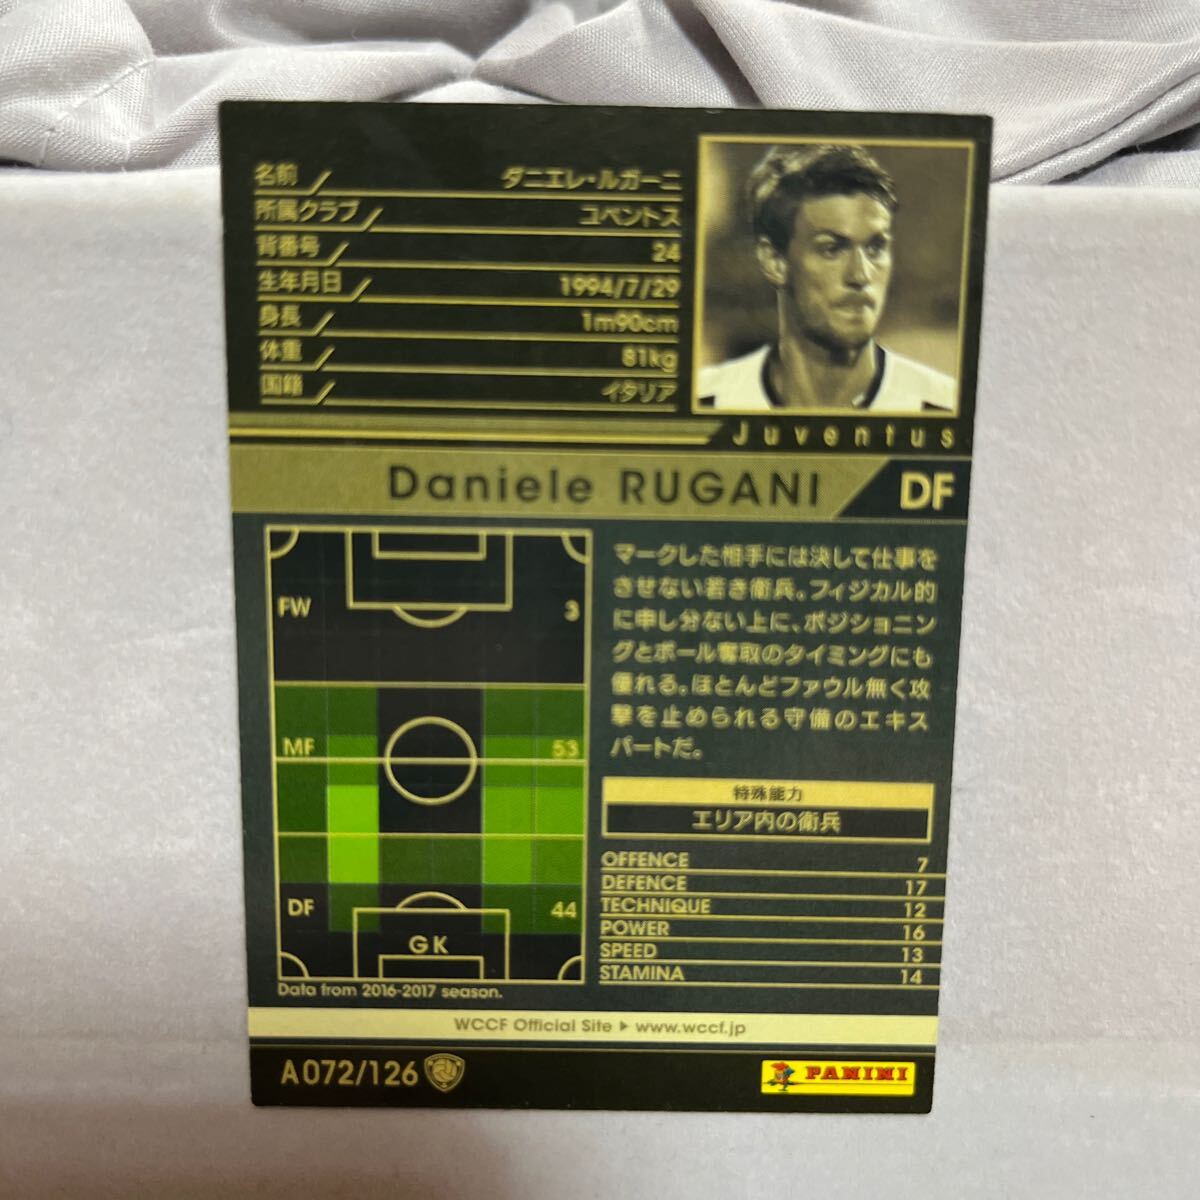 名前 ダニエレ・ルガーニ
所属クラブ ユベントス
背番号 24
生年月日 1994/7/29
身長 1m90cm
体重 81kg
国籍 イタリア
Juventus
Daniele RUGANI DF
FW 3
MF 53
DF 44
GK
Data from 2016-2017 season.
マークした相手には決して仕事を
させない若き衛兵。フィジカル的
に申し分ない上に、ポジショニン
グとボール奪取のタイミングにも
優れる。ほとんどファウル無く攻
撃を止められる守備のエキス
パートだ。
特殊能力
エリア内の衛兵
OFFENCE 7
DEFENCE 17
TECHNIQUE 12
POWER 16
SPEED 13
STAMINA 14
WCCF Official Site ▶ www.wccf.jp
A072/126
PANINI